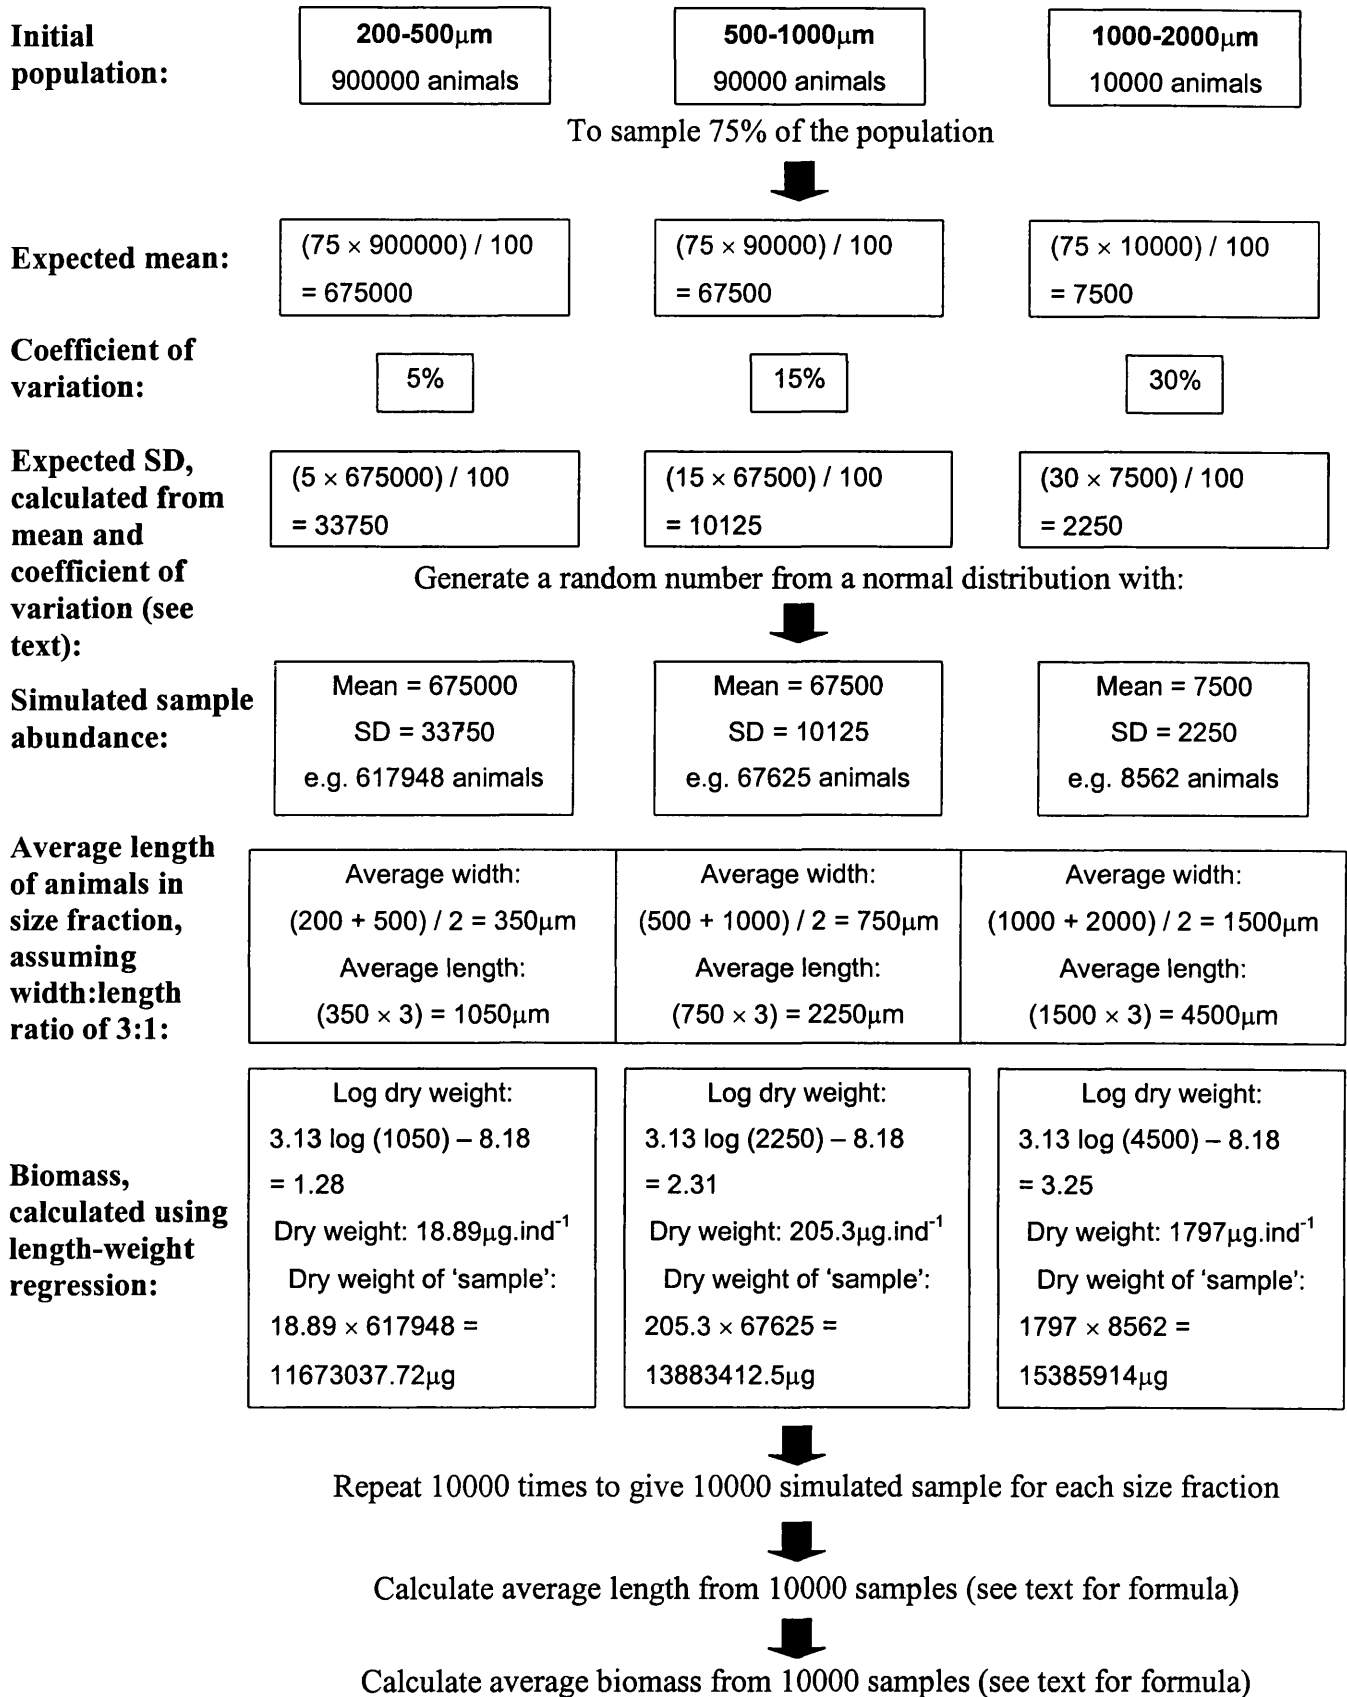 Initial
population:
200-500µm
900000 animals
500-1000µm
90000 animals
1000-2000µm
10000 animals
To sample 75% of the population
Expected mean:
(75 × 900000) / 100
= 675000
(75 × 90000) / 100
= 67500
(75 × 10000) / 100
= 7500
Coefficient of
variation:
5%
15%
30%
Expected SD,
calculated from
mean and
coefficient of
variation (see
text):
(5 × 675000) / 100
= 33750
(15 × 67500) / 100
= 10125
(30 × 7500) / 100
= 2250
Generate a random number from a normal distribution with:
Simulated sample
abundance:
Mean = 675000
SD = 33750
e.g. 617948 animals
Mean = 67500
SD = 10125
e.g. 67625 animals
Mean = 7500
SD = 2250
e.g. 8562 animals
Average length
of animals in
size fraction,
assuming
width:length
ratio of 3:1:
Average width:
(200 + 500) / 2 = 350µm
Average length:
(350 × 3) = 1050µm
Average width:
(500 + 1000) / 2 = 750µm
Average length:
(750 × 3) = 2250µm
Average width:
(1000 + 2000) / 2 = 1500µm
Average length:
(1500 × 3) = 4500µm
Biomass,
calculated using
length-weight
regression:
Log dry weight:
3.13 log (1050) – 8.18
= 1.28
Dry weight: 18.89µg.ind⁻¹
Dry weight of ‘sample’:
18.89 × 617948 =
11673037.72µg
Log dry weight:
3.13 log (2250) – 8.18
= 2.31
Dry weight: 205.3µg.ind⁻¹
Dry weight of ‘sample’:
205.3 × 67625 =
13883412.5µg
Log dry weight:
3.13 log (4500) – 8.18
= 3.25
Dry weight: 1797µg.ind⁻¹
Dry weight of ‘sample’:
1797 × 8562 =
15385914µg
Repeat 10000 times to give 10000 simulated sample for each size fraction
Calculate average length from 10000 samples (see text for formula)
Calculate average biomass from 10000 samples (see text for formula)